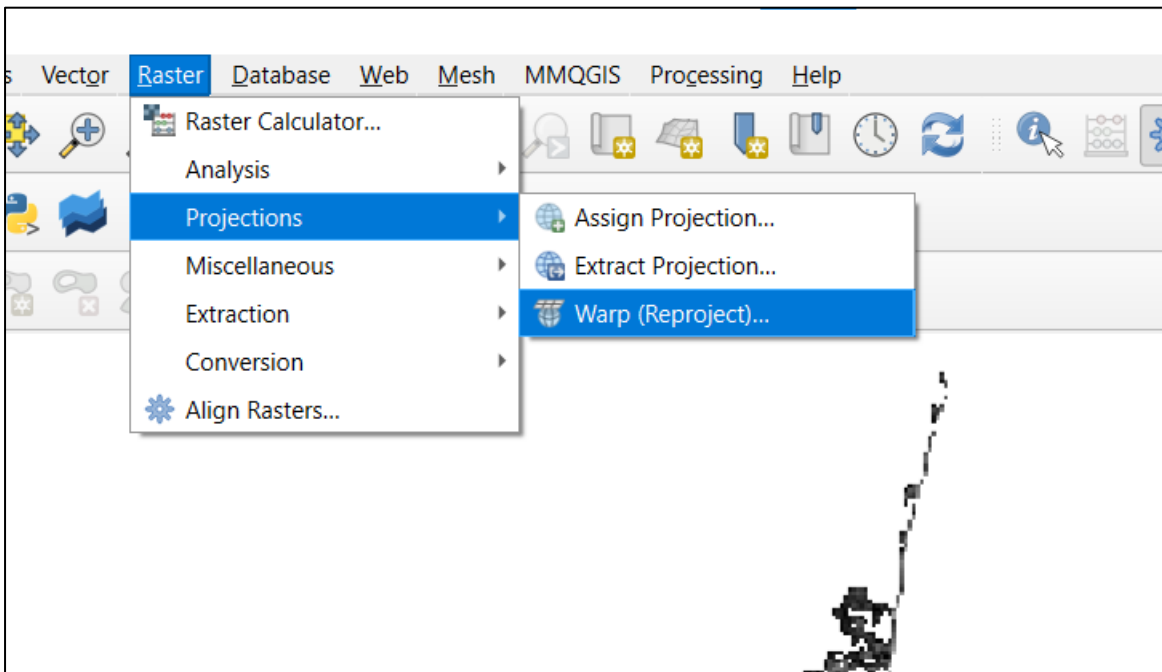 s Vector Raster Database Web Mesh MMQGIS Processing Help
Raster Calculator...
Analysis
Projections
Assign Projection...
Miscellaneous
Extract Projection...
Extraction
Warp (Reproject)...
Conversion
Align Rasters...